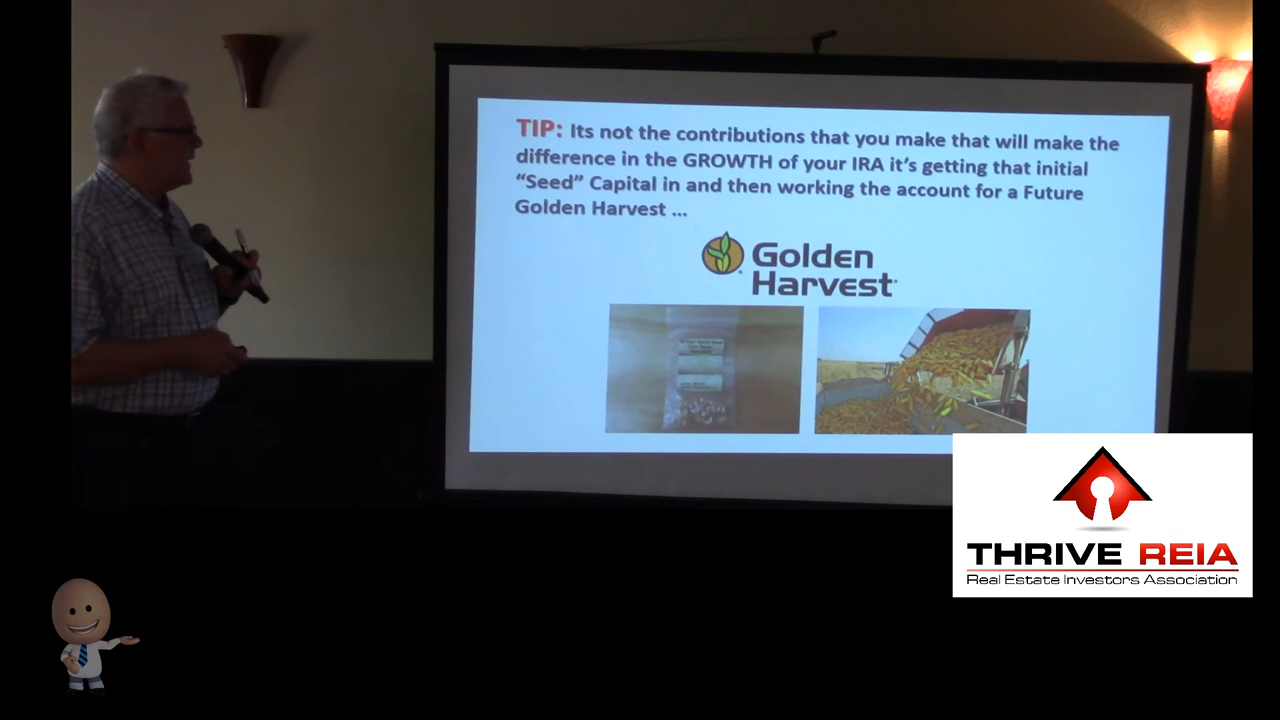 TIP: Its not the contributions that you make that will make the
difference in the GROWTH of your IRA it's getting that initial
“Seed” Capital in and then working the account for a Future
Golden Harvest ...
Golden
Harvest
THRIVE REIA
Real Estate Investors Association